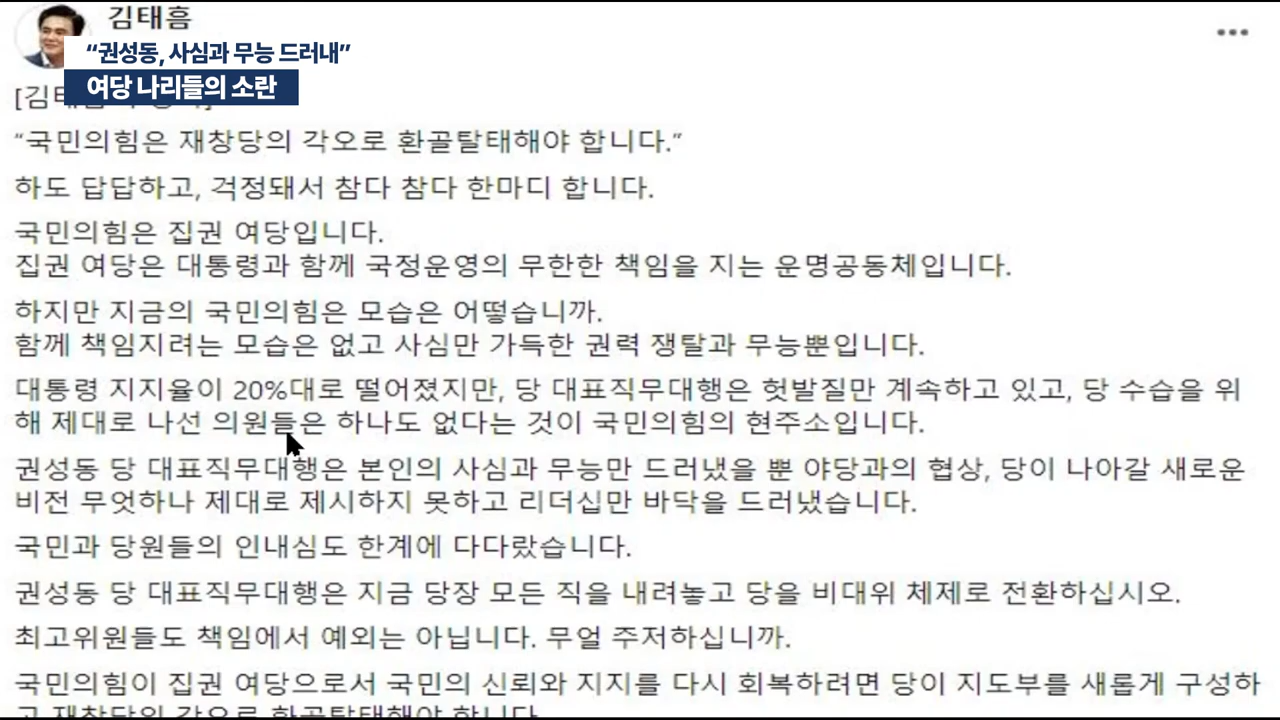 김태흠
“권성동, 사심과 무능 드러내”
여당 나리들의 소란
[김태
“국민의힘은 재창당의 각오로 환골탈태해야 합니다.”
하도 답답하고, 걱정돼서 참다 참다 한마디 합니다.
국민의힘은 집권 여당입니다.
집권 여당은 대통령과 함께 국정운영의 무한한 책임을 지는 운명공동체입니다.
하지만 지금의 국민의힘은 모습은 어떻습니까.
함께 책임지려는 모습은 없고 사심만 가득한 권력 쟁탈과 무능뿐입니다.
대통령 지지율이 20%대로 떨어졌지만, 당 대표직무대행은 헛발질만 계속하고 있고, 당 수습을 위
해 제대로 나선 의원들은 하나도 없다는 것이 국민의힘의 현주소입니다.
권성동 당 대표직무대행은 본인의 사심과 무능만 드러냈을 뿐 야당과의 협상, 당이 나아갈 새로운
비전 무엇하나 제대로 제시하지 못하고 리더십만 바닥을 드러냈습니다.
국민과 당원들의 인내심도 한계에 다다랐습니다.
권성동 당 대표직무대행은 지금 당장 모든 직을 내려놓고 당을 비대위 체제로 전환하십시오.
최고위원들도 책임에서 예외는 아닙니다. 무얼 주저하십니까.
국민의힘이 집권 여당으로서 국민의 신뢰와 지지를 다시 회복하려면 당이 지도부를 새롭게 구성하
고 재창당의 각오로 환골탈태해야 합니다.